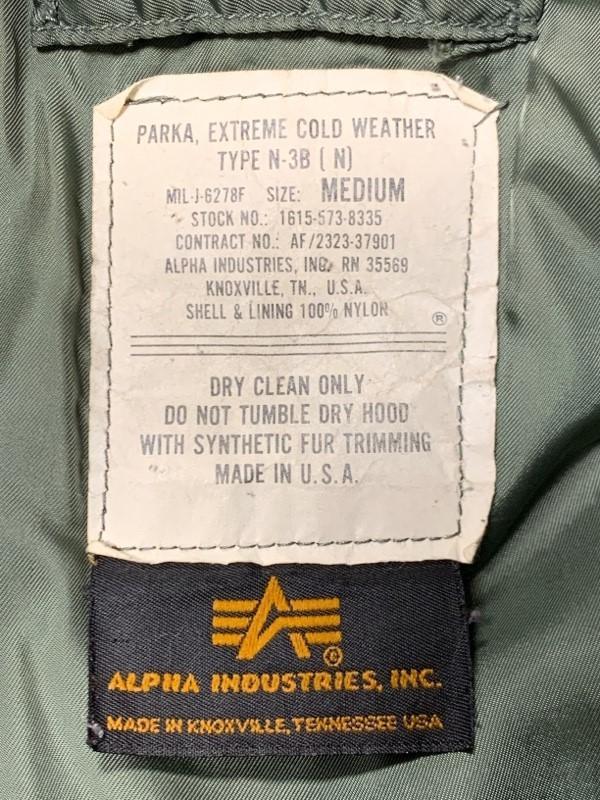 PARKA, EXTREME COLD WEATHER
TYPE N-3B ( N)
MIL-J-6278F SIZE: MEDIUM
STOCK NO.: 1615-573-8335
CONTRACT NO.: AF/2323-37901
ALPHA INDUSTRIES, INC. RN 35569
KNOXVILLE, TN., U.S.A.
SHELL & LINING 100% NYLON
®
DRY CLEAN ONLY
DO NOT TUMBLE DRY HOOD
WITH SYNTHETIC FUR TRIMMING
MADE IN U.S.A.
®
ALPHA INDUSTRIES, INC.
MADE IN KNOXVILLE, TENNESSEE USA